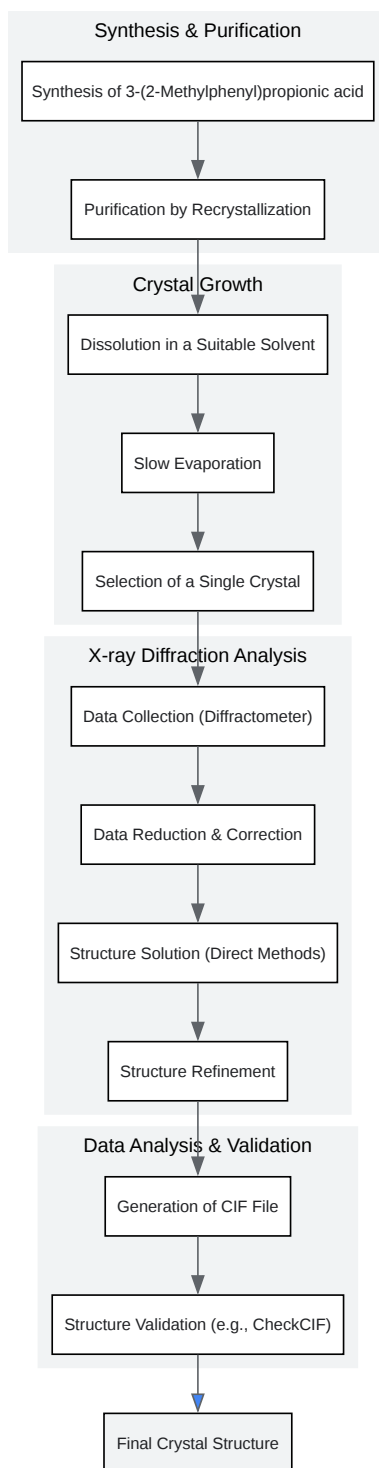 Synthesis & Purification
Synthesis of 3-(2-Methylphenyl)propionic acid
Purification by Recrystallization
Crystal Growth
Dissolution in a Suitable Solvent
Slow Evaporation
Selection of a Single Crystal
X-ray Diffraction Analysis
Data Collection (Diffractometer)
Data Reduction & Correction
Structure Solution (Direct Methods)
Structure Refinement
Data Analysis & Validation
Generation of CIF File
Structure Validation (e.g., CheckCIF)
Final Crystal Structure